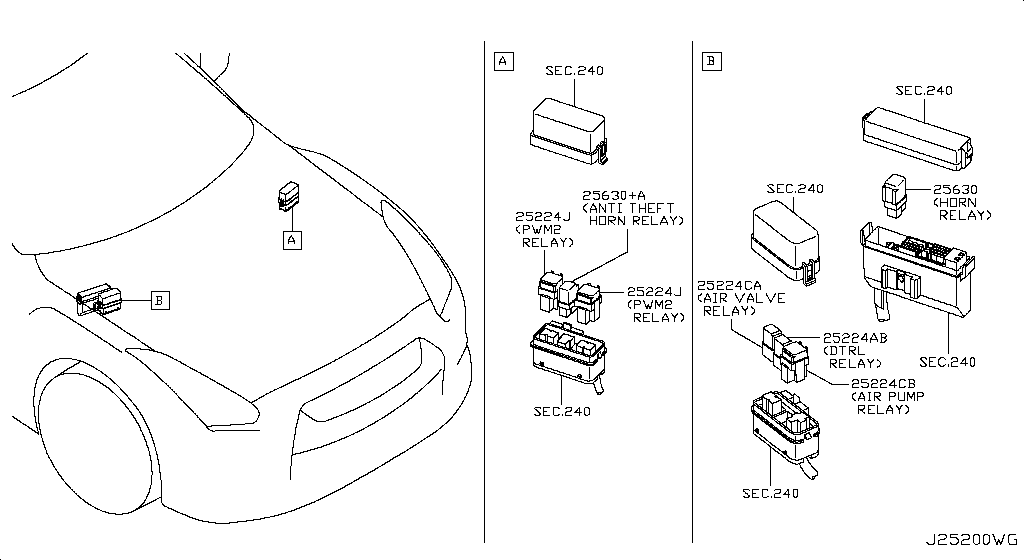 A
B
A
SEC.240
25630+A
(ANTI THEFT
HORN RELAY)
25224J
(PWM2
RELAY)
25224J
(PWM2
RELAY)
SEC.240
B
SEC.240
25630
(HORN
RELAY)
SEC.240
25224CA
(AIR VALVE
RELAY)
25224AB
(DTRL
RELAY)
SEC.240
25224CB
(AIR PUMP
RELAY)
SEC.240
J25200WG